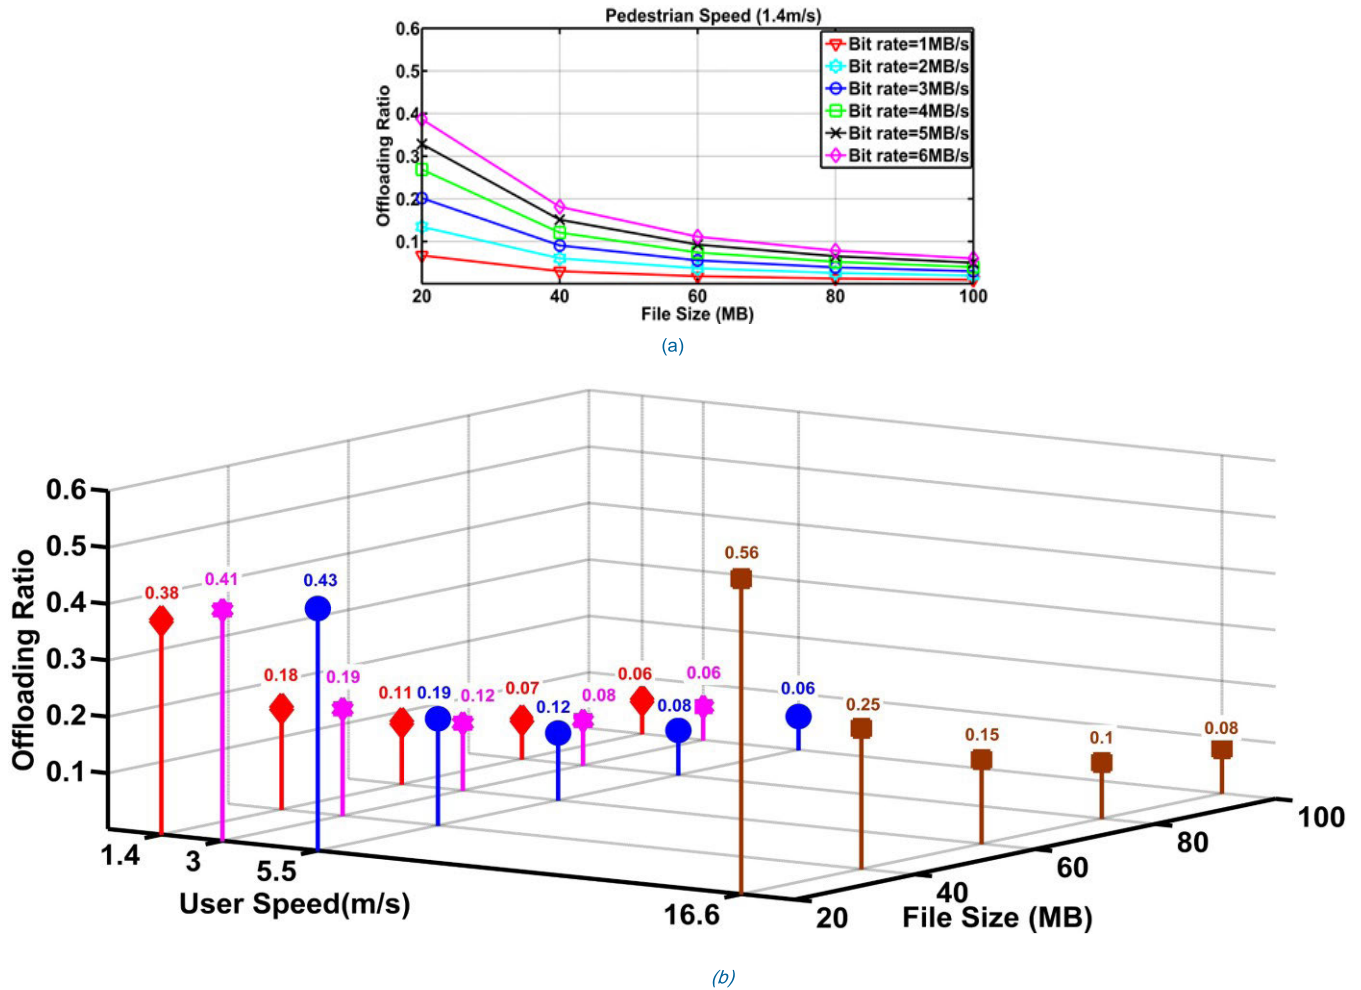 Pedestrian Speed (1.4m/s)
Offloading Ratio
0.6
0.5
0.4
0.3
0.2
0.1
Bit rate=1MB/s
Bit rate=2MB/s
Bit rate=3MB/s
Bit rate=4MB/s
Bit rate=5MB/s
Bit rate=6MB/s
20 40 60 80 100
File Size (MB)
(a)
Offloading Ratio
0.6
0.5
0.4
0.3
0.2
0.1
0.56
0.41
0.43
0.38
0.18
0.19
0.11
0.19
0.12
0.07
0.12
0.08
0.06
0.08
0.06
0.06
0.25
0.15
0.1
0.08
1.4
3
5.5
16.6
User Speed(m/s)
20
40
60
80
100
File Size (MB)
(b)